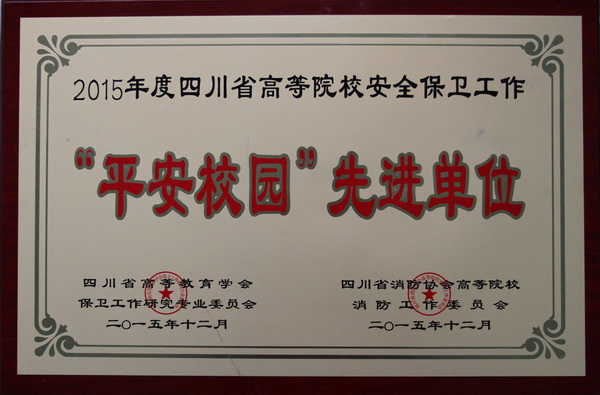 2015年度四川省高等院校安全保卫工作
“平安校园”先进单位
四川省高等教育学会
保卫工作研究专业委员会
二〇一五年十二月
四川省消防协会高等院校
消防工作委员会
二〇一五年十二月